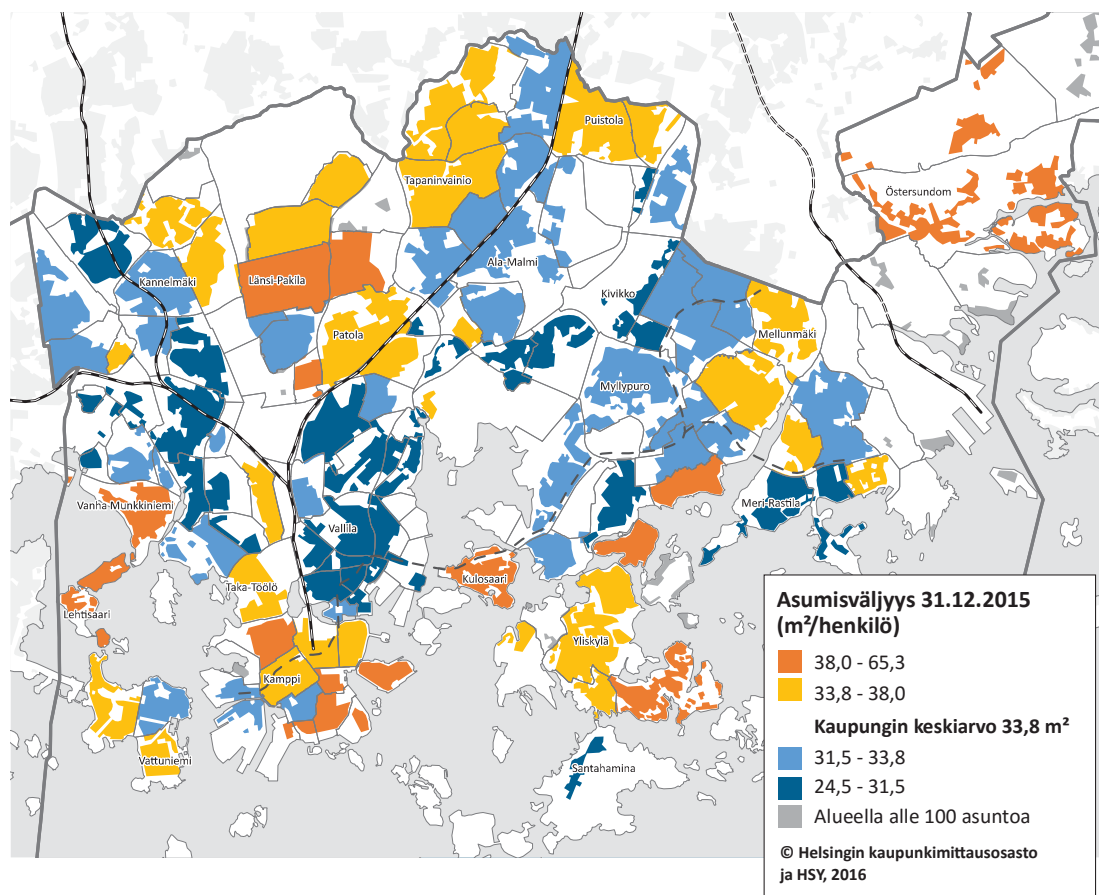 Puistola
Tapaninvainio
Östersundom
Ala-Malmi
Länsi-Pakila
Kannelmäki
Kivikko
Patola
Mellunmäki
Myllypuro
Vanha-Munkkiniemi
Meri-Rastila
Vallila
Kulosaari
Taka-Töölö
Lehtisaari
Yliskylä
Kamppi
Vattuniemi
Santahamina
Asumisväljyys 31.12.2015
(m²/henkilö)
38,0 - 65,3
33,8 - 38,0
Kaupungin keskiarvo 33,8 m²
31,5 - 33,8
24,5 - 31,5
Alueella alle 100 asuntoa
© Helsingin kaupunkimittausosasto
ja HSY, 2016